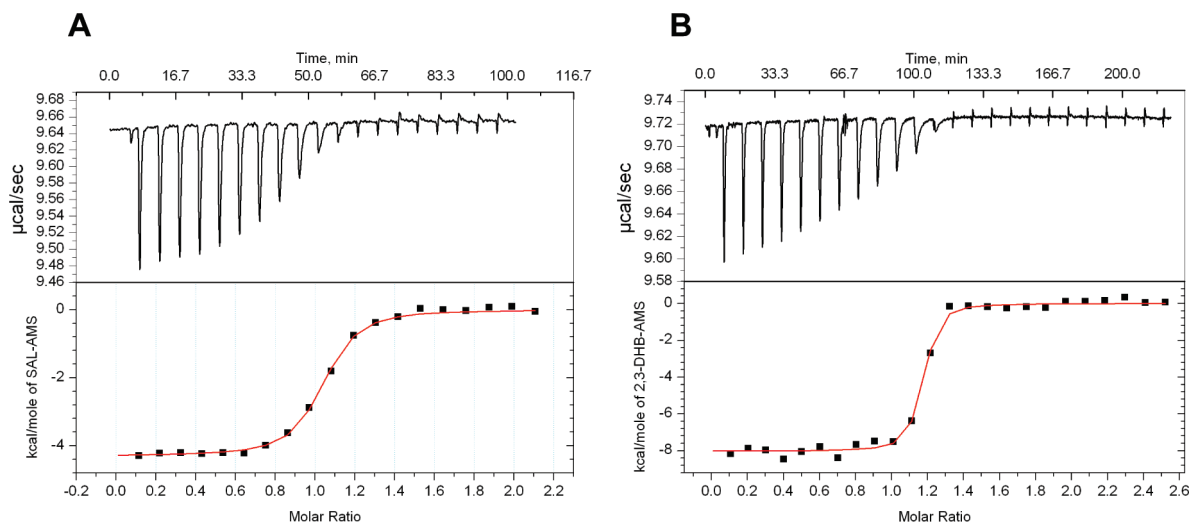 A
Time, min
0.0 16.7 33.3 50.0 66.7 83.3 100.0 116.7
9.68
9.66
9.64
9.62
9.60
9.58
9.56
9.54
9.52
9.50
9.48
9.46
µcal/sec
0
-2
-4
kcal/mole of SAL-AMS
-0.2 0.0 0.2 0.4 0.6 0.8 1.0 1.2 1.4 1.6 1.8 2.0 2.2
Molar Ratio
B
Time, min
0.0 33.3 66.7 100.0 133.3 166.7 200.0
9.74
9.72
9.70
9.68
9.66
9.64
9.62
9.60
9.58
µcal/sec
0
-2
-4
-6
-8
kcal/mole of 2,3-DHB-AMS
0.0 0.2 0.4 0.6 0.8 1.0 1.2 1.4 1.6 1.8 2.0 2.2 2.4 2.6
Molar Ratio